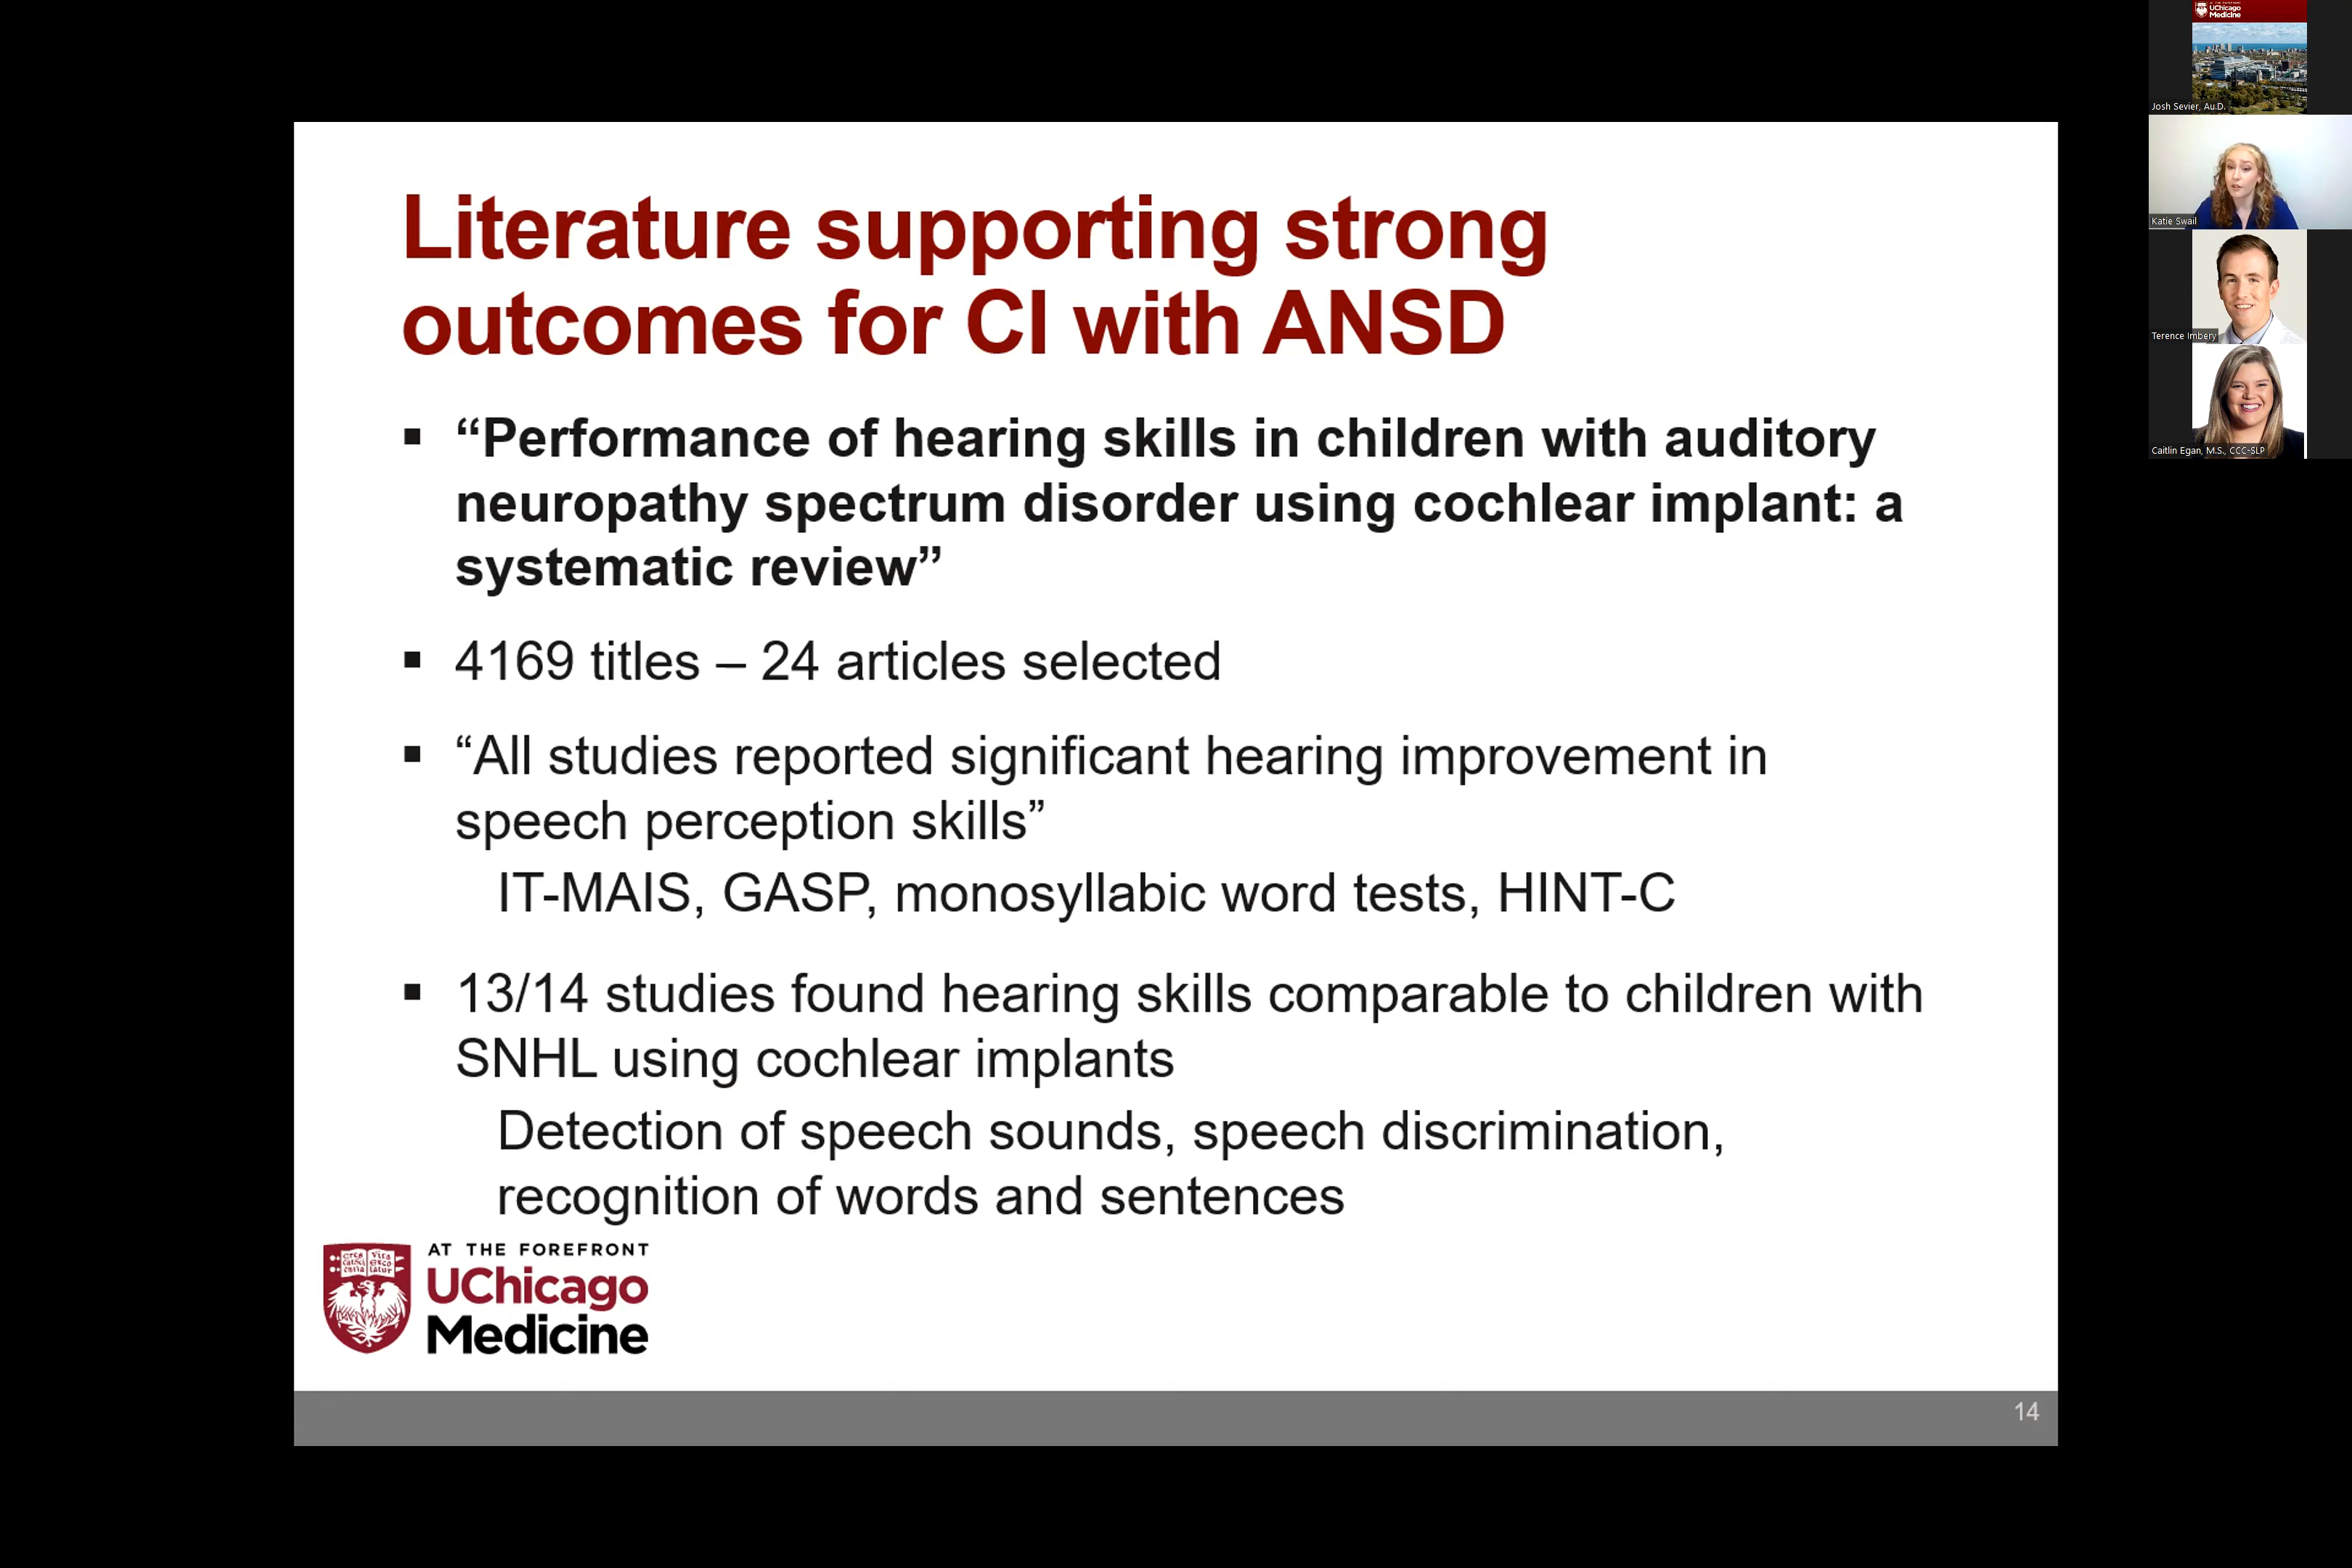 Literature supporting strong
outcomes for CI with ANSD
▪ “Performance of hearing skills in children with auditory
neuropathy spectrum disorder using cochlear implant: a
systematic review”
▪ 4169 titles – 24 articles selected
▪ “All studies reported significant hearing improvement in
speech perception skills”
IT-MAIS, GASP, monosyllabic word tests, HINT-C
▪ 13/14 studies found hearing skills comparable to children with
SNHL using cochlear implants
Detection of speech sounds, speech discrimination,
recognition of words and sentences
AT THE FOREFRONT
UChicago
Medicine
14
UChicago
Medicine
Josh Sevier, Au.D.
Katie Swail
Terence Imbery
Caitlin Egan, M.S., CCC-SLP